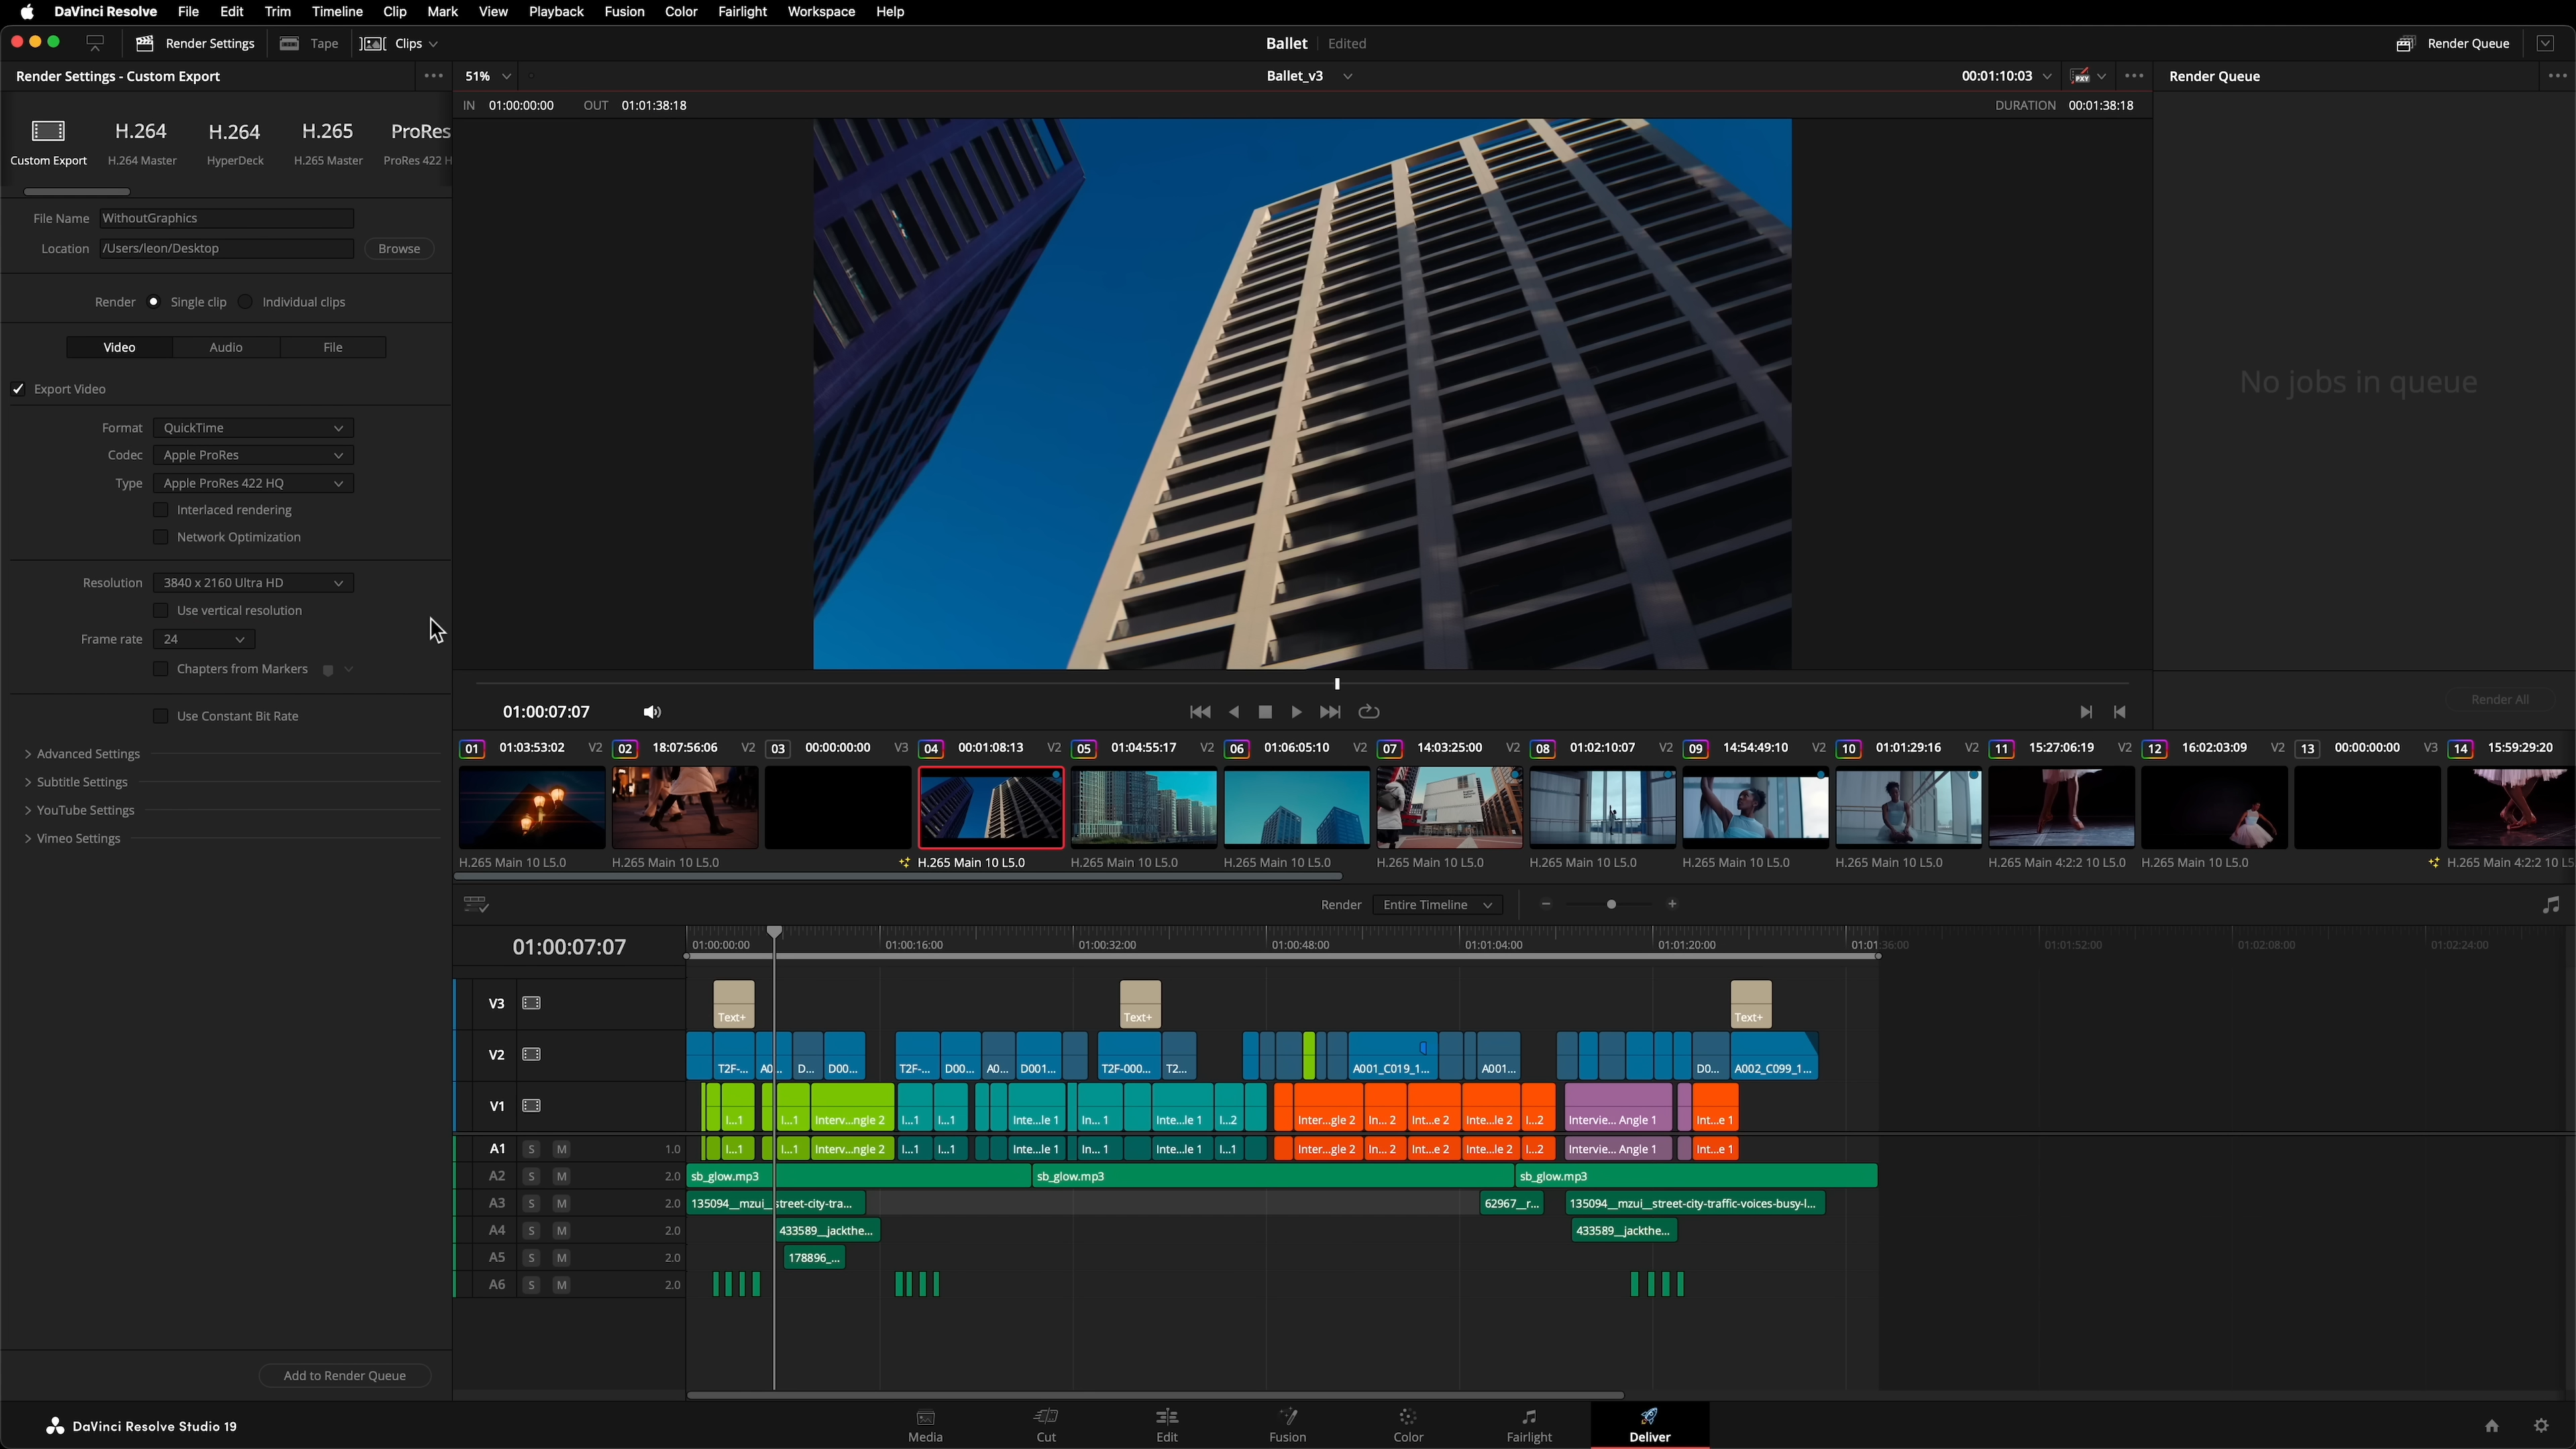 DaVinci Resolve File Edit Trim Timeline Clip Mark View Playback Fusion Color Fairlight Workspace Help
Render Settings Tape Clips Ballet Edited Render Queue
Render Settings - Custom Export 51% Ballet_v3 00:01:10:03 PXY Render Queue
IN 01:00:00:00 OUT 01:01:38:18 DURATION 00:01:38:18
H.264 H.264 H.265 ProRes
Custom Export H.264 Master HyperDeck H.265 Master ProRes 422 H
File Name WithoutGraphics
Location /Users/leon/Desktop Browse
Render Single clip Individual clips
Video Audio File
Export Video
No jobs in queue
Format QuickTime
Codec Apple ProRes
Type Apple ProRes 422 HQ
Interlaced rendering
Network Optimization
Resolution 3840 x 2160 Ultra HD
Use vertical resolution
Frame rate 24
Chapters from Markers
Render All
Use Constant Bit Rate
Advanced Settings
Subtitle Settings
YouTube Settings
Vimeo Settings
01:00:07:07
01 01:03:53:02 V2 02 18:07:56:06 V2 03 00:00:00:00 V3 04 00:01:08:13 V2 05 01:04:55:17 V2 06 01:06:05:10 V2 07 14:03:25:00 V2 08 01:02:10:07 V2 09 14:54:49:10 V2 10 01:01:29:16 V2 11 15:27:06:19 V2 12 16:02:03:09 V2 13 00:00:00:00 V3 14 15:59:29:20
H.265 Main 10 L5.0 H.265 Main 10 L5.0 H.265 Main 10 L5.0 H.265 Main 10 L5.0 H.265 Main 10 L5.0 H.265 Main 10 L5.0 H.265 Main 10 L5.0 H.265 Main 10 L5.0 H.265 Main 10 L5.0 H.265 Main 4:2:2 10 L5.0 H.265 Main 10 L5.0 H.265 Main 4:2:2 10 L5
Render Entire Timeline
01:00:07:07 01:00:00:00 01:00:16:00 01:00:32:00 01:00:48:00 01:01:04:00 01:01:20:00 01:01:36:00 01:01:52:00 01:02:08:00 01:02:24:00
V3 Text+ Text+ Text+
V2 T2F-... A0... D... D00... T2F-... D00... A0... D001... T2F-000... T2... A001_C019_1... A001... D0... A002_C099_1...
V1 I...1 I...1 Interv...ngle 2 I...1 I...1 Inte...le 1 In... 1 Inte...le 1 I...2 Inter...gle 2 In... 2 Int...e 2 Inte...le 2 I...2 Intervie... Angle 1 Int...e 1
A1 S M 1.0 I...1 I...1 Interv...ngle 2 I...1 I...1 Inte...le 1 In... 1 Inte...le 1 I...1 Inter...gle 2 In... 2 Int...e 2 Inte...le 2 I...2 Intervie... Angle 1 Int...e 1
A2 S M 2.0 sb_glow.mp3 sb_glow.mp3 sb_glow.mp3
A3 S M 2.0 135094__mzui__street-city-tra... 62967__r... 135094__mzui__street-city-traffic-voices-busy-l...
A4 S M 2.0 433589__jackthe... 433589__jackthe...
A5 S M 2.0 178896_...
A6 S M 2.0
Add to Render Queue
DaVinci Resolve Studio 19 Media Cut Edit Fusion Color Fairlight Deliver